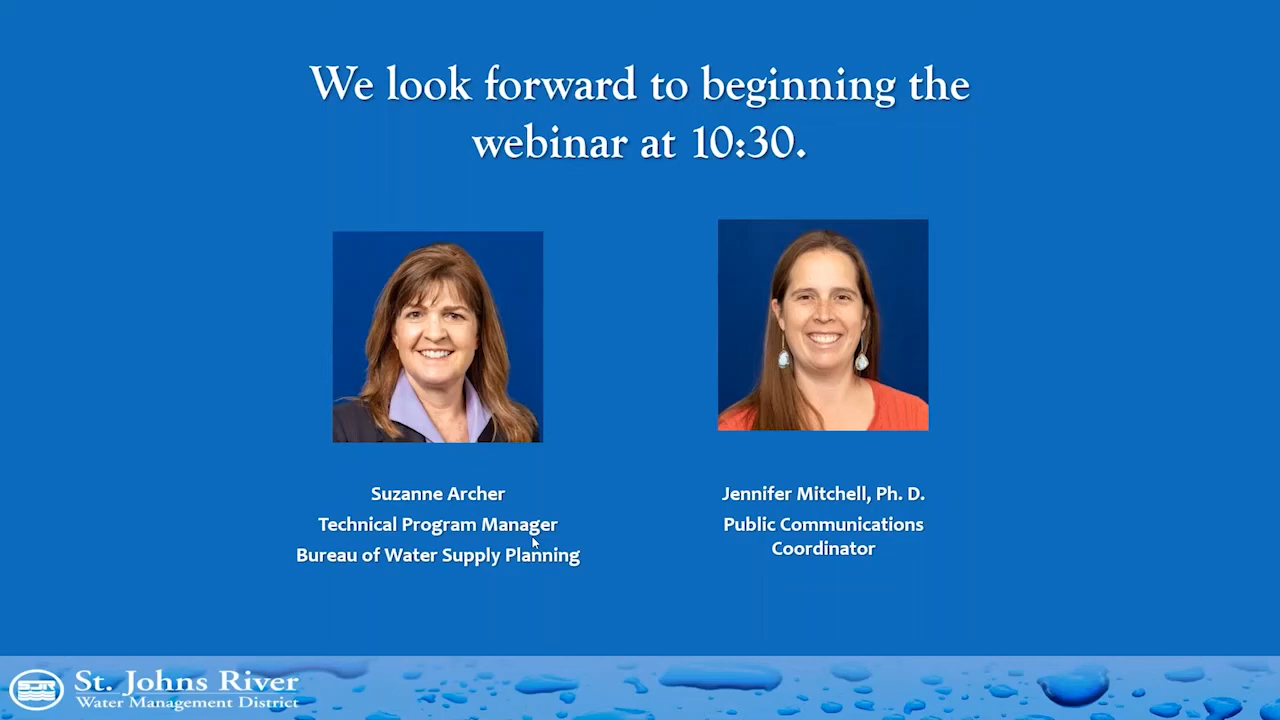 We look forward to beginning the
webinar at 10:30.
Suzanne Archer
Technical Program Manager
Bureau of Water Supply Planning
Jennifer Mitchell, Ph. D.
Public Communications
Coordinator
St. Johns River
Water Management District